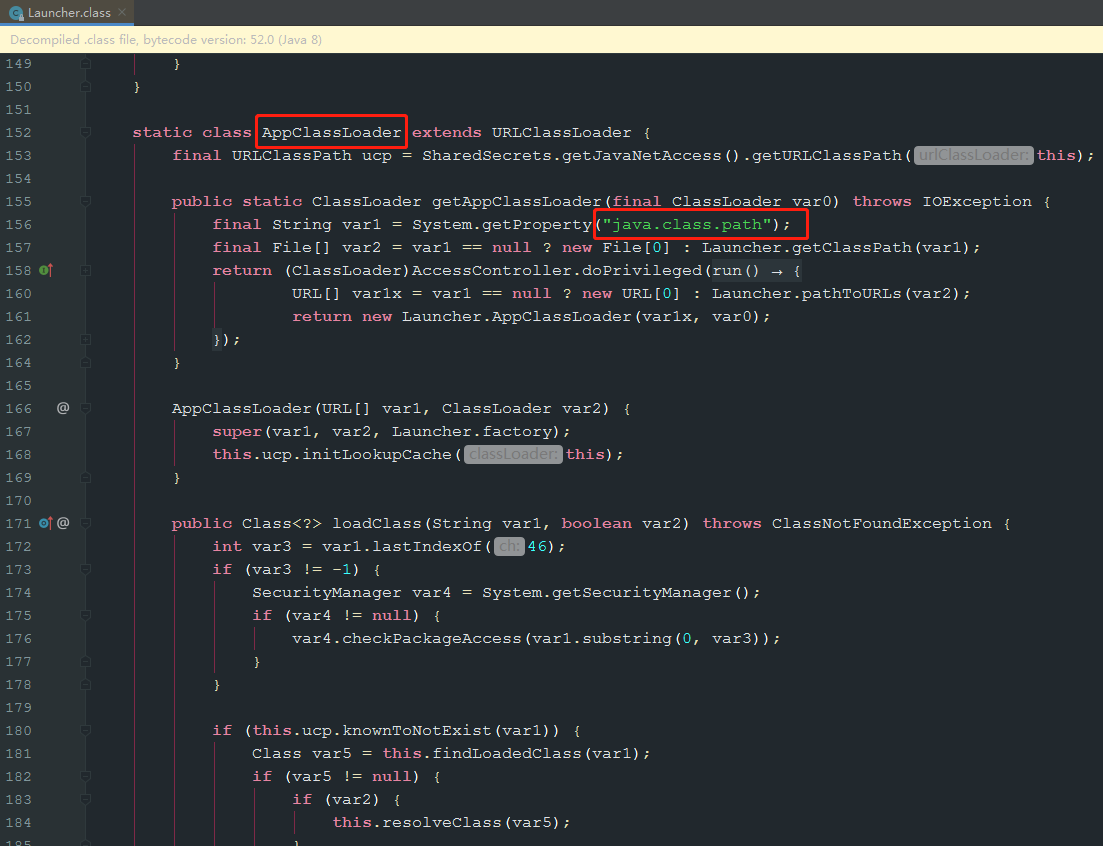 Launcher.class
Decompiled .class file, bytecode version: 52.0 (Java 8)
149 }
150 }
151
152 static class AppClassLoader extends URLClassLoader {
153 final URLClassPath ucp = SharedSecrets.getJavaNetAccess().getURLClassPath( urlClassLoader: this);
154
155 public static ClassLoader getAppClassLoader(final ClassLoader var0) throws IOException {
156 final String var1 = System.getProperty("java.class.path");
157 final File[] var2 = var1 == null ? new File[0] : Launcher.getClassPath(var1);
158 return (ClassLoader)AccessController.doPrivileged(run() → {
160 URL[] var1x = var1 == null ? new URL[0] : Launcher.pathToURLs(var2);
161 return new Launcher.AppClassLoader(var1x, var0);
162 });
164 }
165
166 @ AppClassLoader(URL[] var1, ClassLoader var2) {
167 super(var1, var2, Launcher.factory);
168 this.ucp.initLookupCache( classLoader: this);
169 }
170
171 @ public Class<?> loadClass(String var1, boolean var2) throws ClassNotFoundException {
172 int var3 = var1.lastIndexOf( ch: 46);
173 if (var3 != -1) {
174 SecurityManager var4 = System.getSecurityManager();
175 if (var4 != null) {
176 var4.checkPackageAccess(var1.substring(0, var3));
177 }
178 }
179
180 if (this.ucp.knownToNotExist(var1)) {
181 Class var5 = this.findLoadedClass(var1);
182 if (var5 != null) {
183 if (var2) {
184 this.resolveClass(var5);
185 }